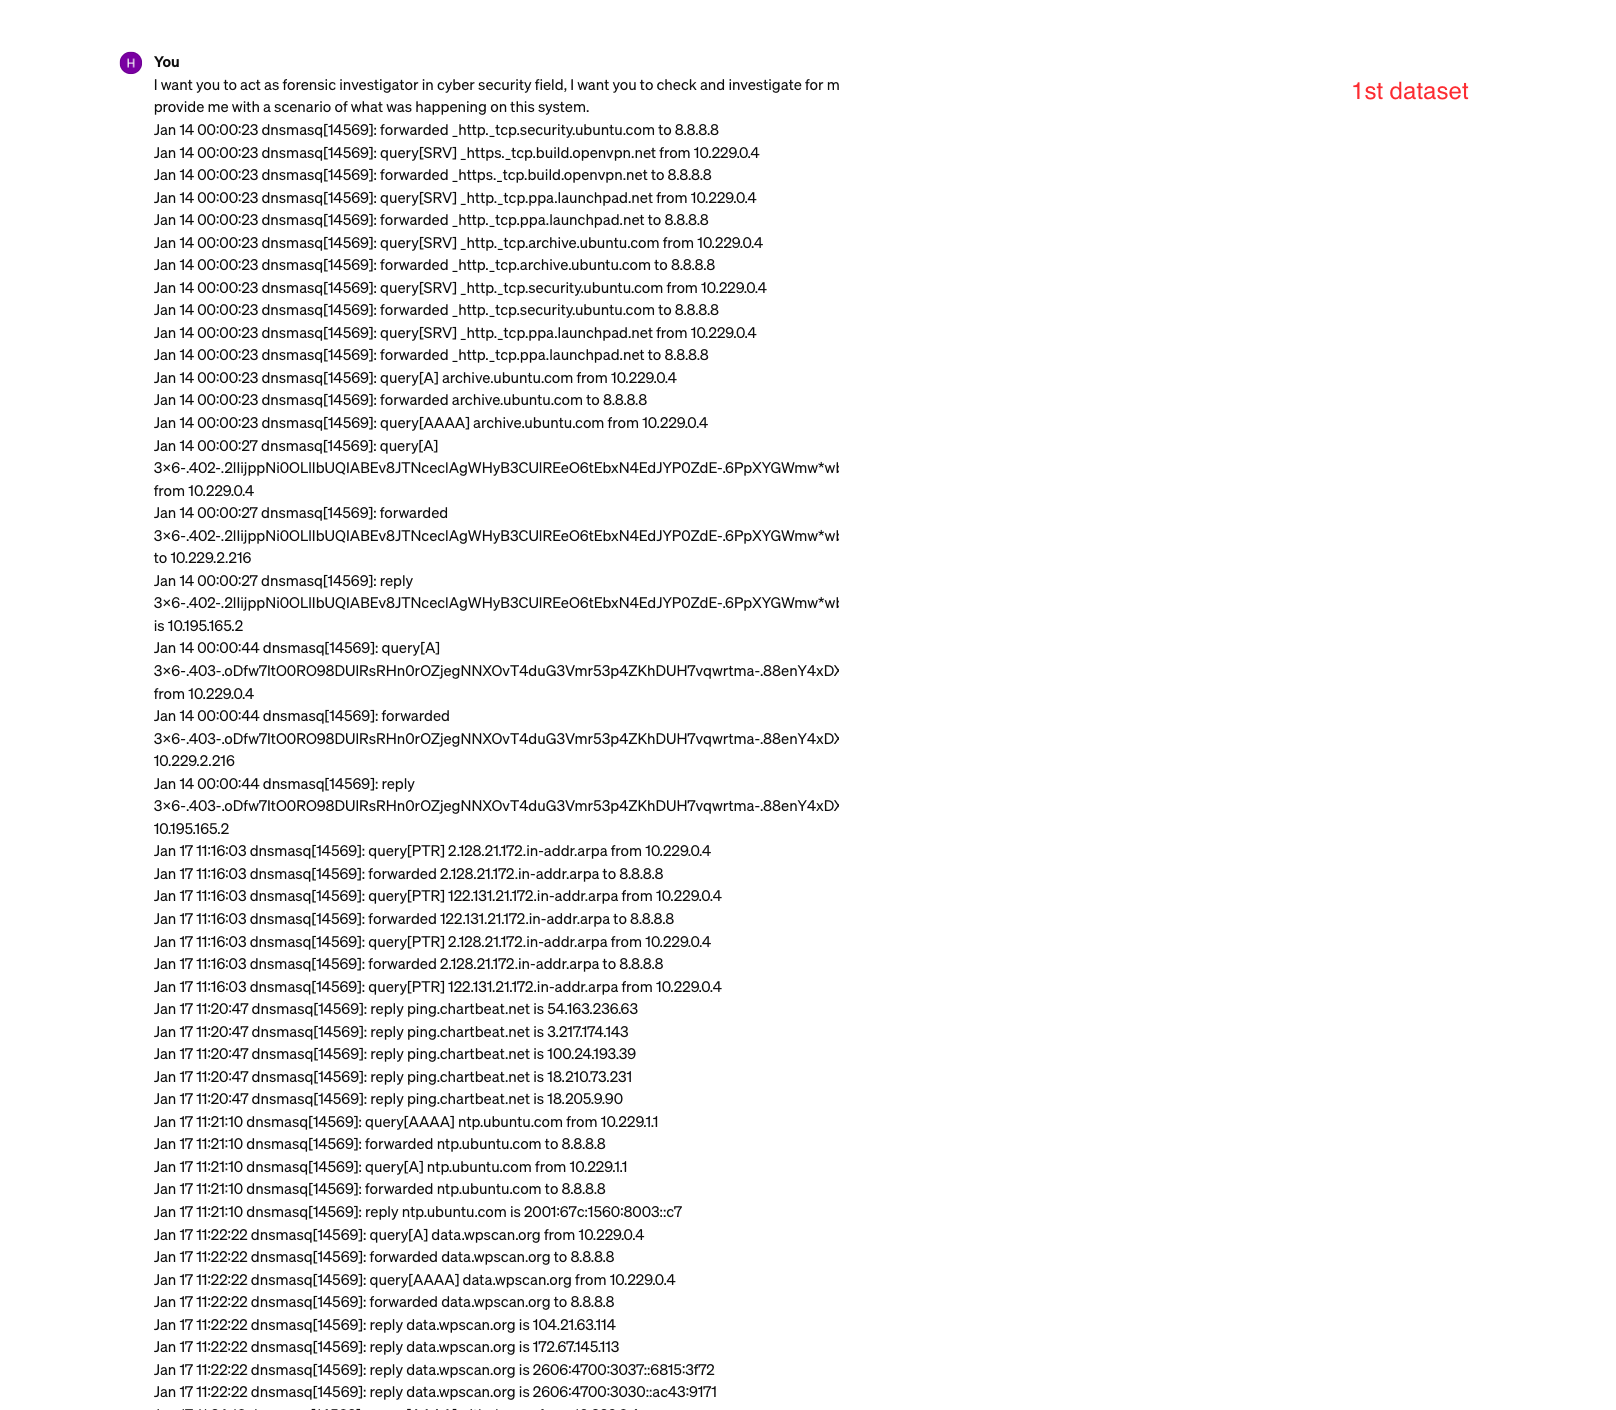 H
You
1st dataset
I want you to act as forensic investigator in cyber security field, I want you to check and investigate for m
provide me with a scenario of what was happening on this system.
Jan 14 00:00:23 dnsmasq[14569]: forwarded _http._tcp.security.ubuntu.com to 8.8.8.8
Jan 14 00:00:23 dnsmasq[14569]: query[SRV] _https._tcp.build.openvpn.net from 10.229.0.4
Jan 14 00:00:23 dnsmasq[14569]: forwarded _https._tcp.build.openvpn.net to 8.8.8.8
Jan 14 00:00:23 dnsmasq[14569]: query[SRV] _http._tcp.ppa.launchpad.net from 10.229.0.4
Jan 14 00:00:23 dnsmasq[14569]: forwarded _http._tcp.ppa.launchpad.net to 8.8.8.8
Jan 14 00:00:23 dnsmasq[14569]: query[SRV] _http._tcp.archive.ubuntu.com from 10.229.0.4
Jan 14 00:00:23 dnsmasq[14569]: forwarded _http._tcp.archive.ubuntu.com to 8.8.8.8
Jan 14 00:00:23 dnsmasq[14569]: query[SRV] _http._tcp.security.ubuntu.com from 10.229.0.4
Jan 14 00:00:23 dnsmasq[14569]: forwarded _http._tcp.security.ubuntu.com to 8.8.8.8
Jan 14 00:00:23 dnsmasq[14569]: query[SRV] _http._tcp.ppa.launchpad.net from 10.229.0.4
Jan 14 00:00:23 dnsmasq[14569]: forwarded _http._tcp.ppa.launchpad.net to 8.8.8.8
Jan 14 00:00:23 dnsmasq[14569]: query[A] archive.ubuntu.com from 10.229.0.4
Jan 14 00:00:23 dnsmasq[14569]: forwarded archive.ubuntu.com to 8.8.8.8
Jan 14 00:00:23 dnsmasq[14569]: query[AAAA] archive.ubuntu.com from 10.229.0.4
Jan 14 00:00:27 dnsmasq[14569]: query[A]
3x6-.402-.2lIijppNi0OLlIbUQIABEv8JTNceclAgWHyB3CUlREeO6tEbxN4EdJYP0ZdE-.6PpXYGWmw*wb
from 10.229.0.4
Jan 14 00:00:27 dnsmasq[14569]: forwarded
3x6-.402-.2lIijppNi0OLlIbUQIABEv8JTNceclAgWHyB3CUlREeO6tEbxN4EdJYP0ZdE-.6PpXYGWmw*wb
to 10.229.2.216
Jan 14 00:00:27 dnsmasq[14569]: reply
3x6-.402-.2lIijppNi0OLlIbUQIABEv8JTNceclAgWHyB3CUlREeO6tEbxN4EdJYP0ZdE-.6PpXYGWmw*wb
is 10.195.165.2
Jan 14 00:00:44 dnsmasq[14569]: query[A]
3x6-.403-.oDfw7ItO0RO98DUIRsRHn0rOZjegNNXOvT4duG3Vmr53p4ZKhDUH7vqwrtma-.88enY4xDX
from 10.229.0.4
Jan 14 00:00:44 dnsmasq[14569]: forwarded
3x6-.403-.oDfw7ItO0RO98DUIRsRHn0rOZjegNNXOvT4duG3Vmr53p4ZKhDUH7vqwrtma-.88enY4xDX
10.229.2.216
Jan 14 00:00:44 dnsmasq[14569]: reply
3x6-.403-.oDfw7ItO0RO98DUIRsRHn0rOZjegNNXOvT4duG3Vmr53p4ZKhDUH7vqwrtma-.88enY4xDX
10.195.165.2
Jan 17 11:16:03 dnsmasq[14569]: query[PTR] 2.128.21.172.in-addr.arpa from 10.229.0.4
Jan 17 11:16:03 dnsmasq[14569]: forwarded 2.128.21.172.in-addr.arpa to 8.8.8.8
Jan 17 11:16:03 dnsmasq[14569]: query[PTR] 122.131.21.172.in-addr.arpa from 10.229.0.4
Jan 17 11:16:03 dnsmasq[14569]: forwarded 122.131.21.172.in-addr.arpa to 8.8.8.8
Jan 17 11:16:03 dnsmasq[14569]: query[PTR] 2.128.21.172.in-addr.arpa from 10.229.0.4
Jan 17 11:16:03 dnsmasq[14569]: forwarded 2.128.21.172.in-addr.arpa to 8.8.8.8
Jan 17 11:16:03 dnsmasq[14569]: query[PTR] 122.131.21.172.in-addr.arpa from 10.229.0.4
Jan 17 11:20:47 dnsmasq[14569]: reply ping.chartbeat.net is 54.163.236.63
Jan 17 11:20:47 dnsmasq[14569]: reply ping.chartbeat.net is 3.217.174.143
Jan 17 11:20:47 dnsmasq[14569]: reply ping.chartbeat.net is 100.24.193.39
Jan 17 11:20:47 dnsmasq[14569]: reply ping.chartbeat.net is 18.210.73.231
Jan 17 11:20:47 dnsmasq[14569]: reply ping.chartbeat.net is 18.205.9.90
Jan 17 11:21:10 dnsmasq[14569]: query[AAAA] ntp.ubuntu.com from 10.229.1.1
Jan 17 11:21:10 dnsmasq[14569]: forwarded ntp.ubuntu.com to 8.8.8.8
Jan 17 11:21:10 dnsmasq[14569]: query[A] ntp.ubuntu.com from 10.229.1.1
Jan 17 11:21:10 dnsmasq[14569]: forwarded ntp.ubuntu.com to 8.8.8.8
Jan 17 11:21:10 dnsmasq[14569]: reply ntp.ubuntu.com is 2001:67c:1560:8003::c7
Jan 17 11:22:22 dnsmasq[14569]: query[A] data.wpscan.org from 10.229.0.4
Jan 17 11:22:22 dnsmasq[14569]: forwarded data.wpscan.org to 8.8.8.8
Jan 17 11:22:22 dnsmasq[14569]: query[AAAA] data.wpscan.org from 10.229.0.4
Jan 17 11:22:22 dnsmasq[14569]: forwarded data.wpscan.org to 8.8.8.8
Jan 17 11:22:22 dnsmasq[14569]: reply data.wpscan.org is 104.21.63.114
Jan 17 11:22:22 dnsmasq[14569]: reply data.wpscan.org is 172.67.145.113
Jan 17 11:22:22 dnsmasq[14569]: reply data.wpscan.org is 2606:4700:3037::6815:3f72
Jan 17 11:22:22 dnsmasq[14569]: reply data.wpscan.org is 2606:4700:3030::ac43:9171